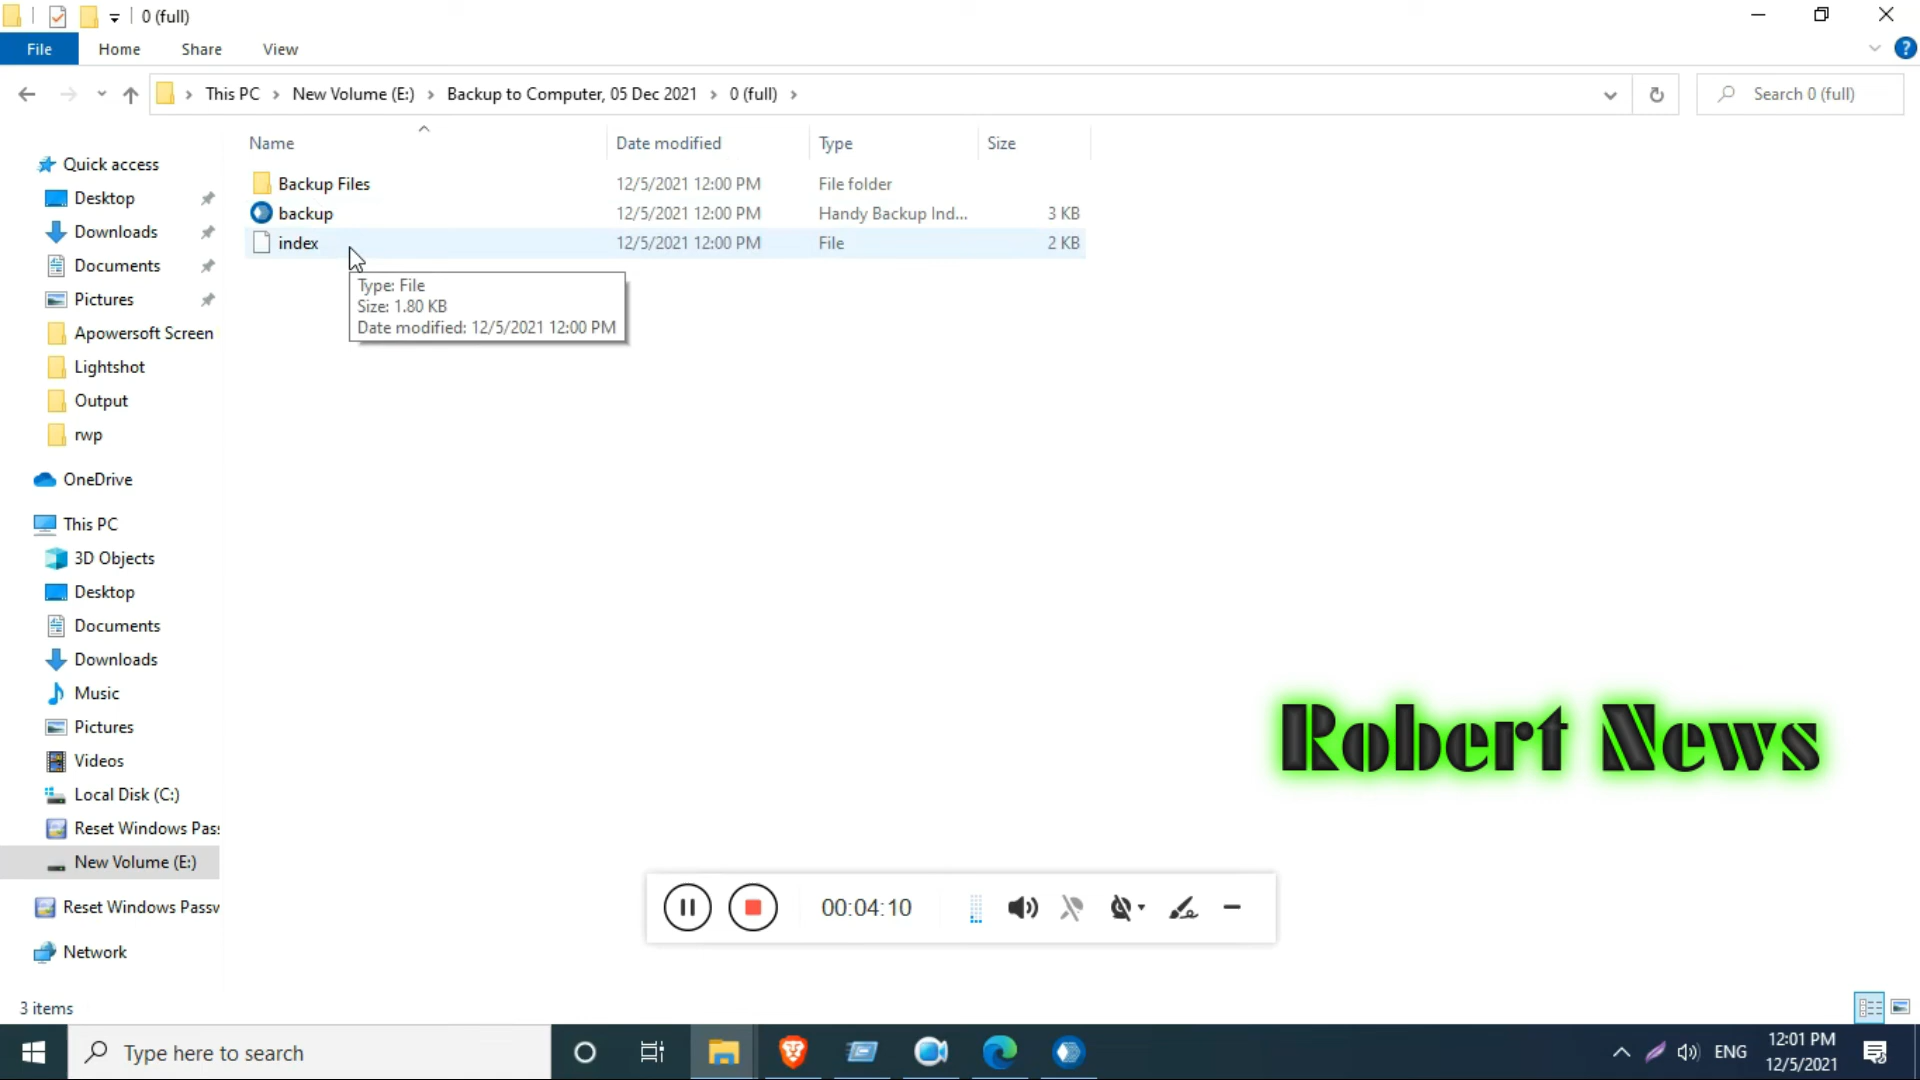 0 (full)
File Home Share View
This PC New Volume (E:) Backup to Computer, 05 Dec 2021 0 (full)
Search 0 (full)
Name Date modified Type Size
Backup Files 12/5/2021 12:00 PM File folder
backup 12/5/2021 12:00 PM Handy Backup Ind... 3 KB
index 12/5/2021 12:00 PM File 2 KB
Type: File
Size: 1.80 KB
Date modified: 12/5/2021 12:00 PM
Quick access
Desktop
Downloads
Documents
Pictures
Apowersoft Screen
Lightshot
Output
rwp
OneDrive
This PC
3D Objects
Desktop
Documents
Downloads
Music
Pictures
Videos
Local Disk (C:)
Reset Windows Pas
New Volume (E:)
Reset Windows Passw
Network
Robert News
00:04:10
3 items
Type here to search
ENG
12:01 PM
12/5/2021